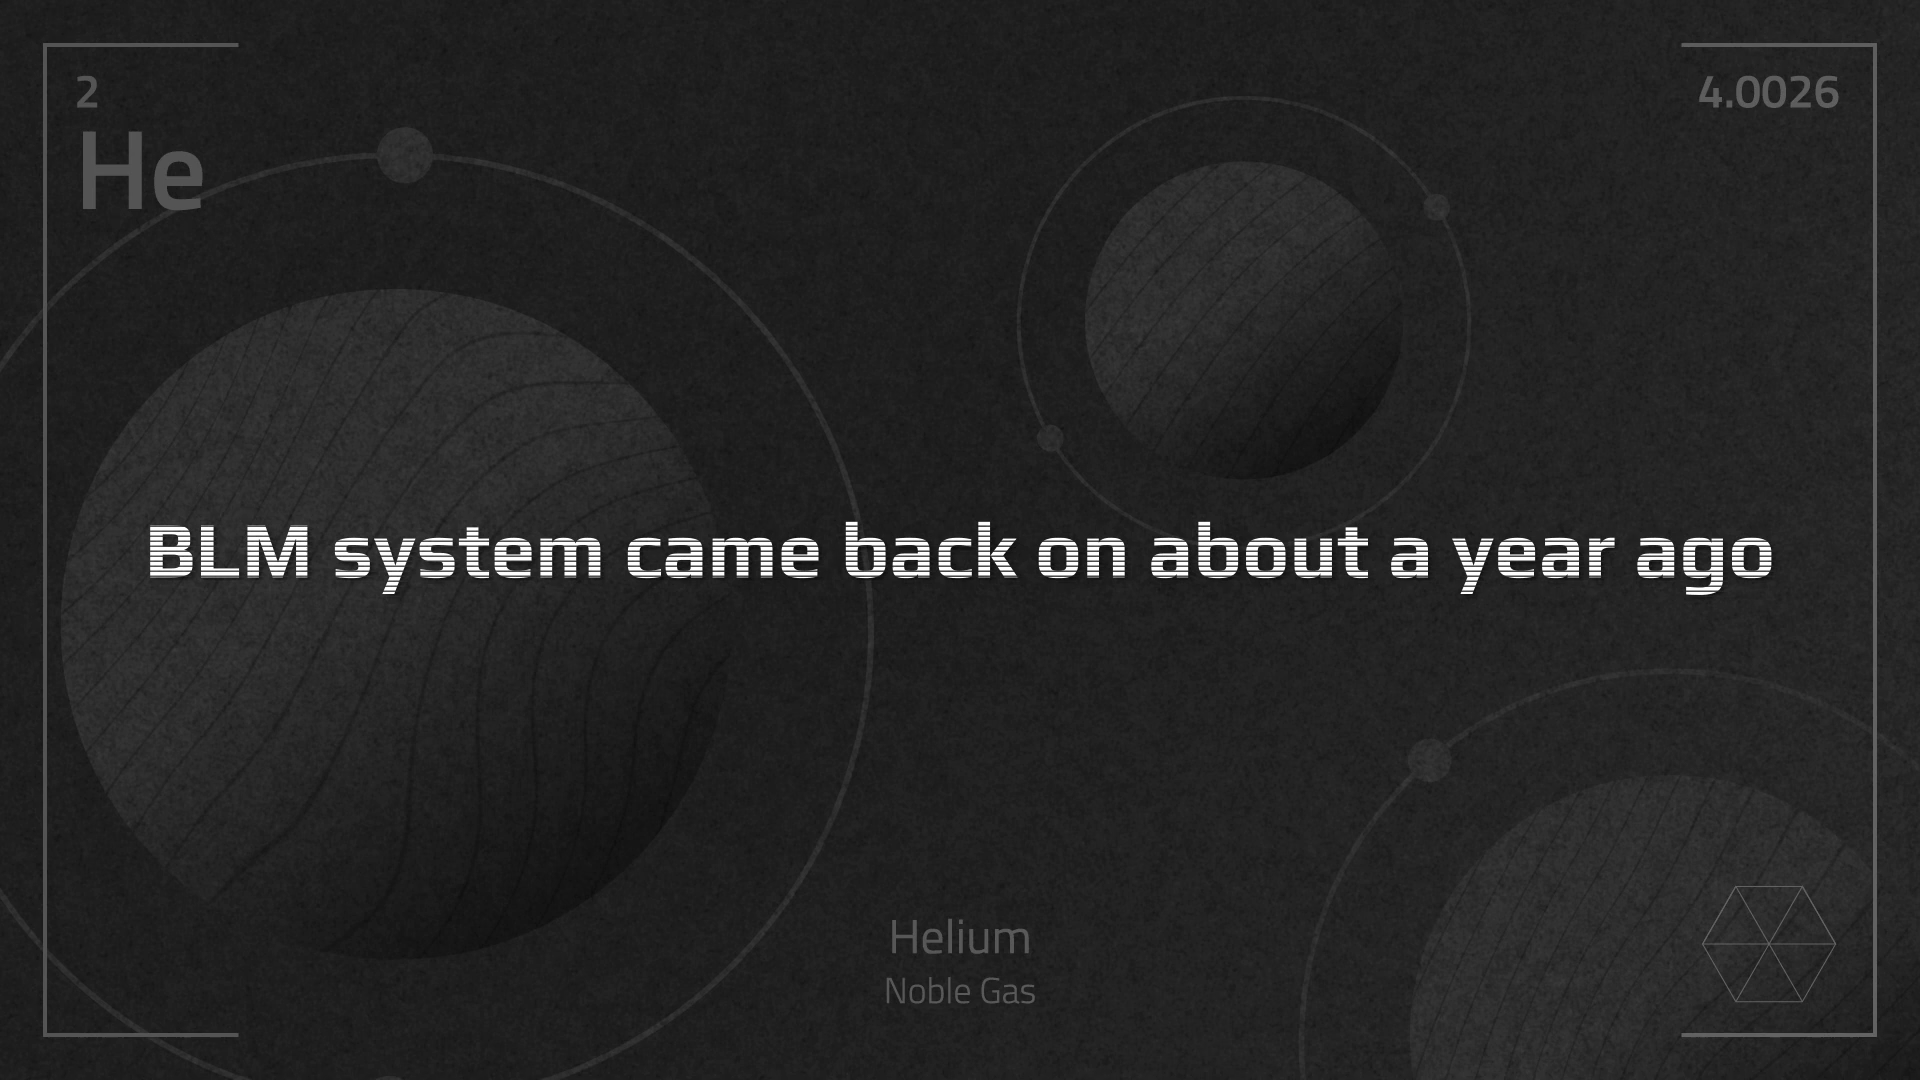 2
He
4.0026
BLM system came back on about a year ago
Helium
Noble Gas